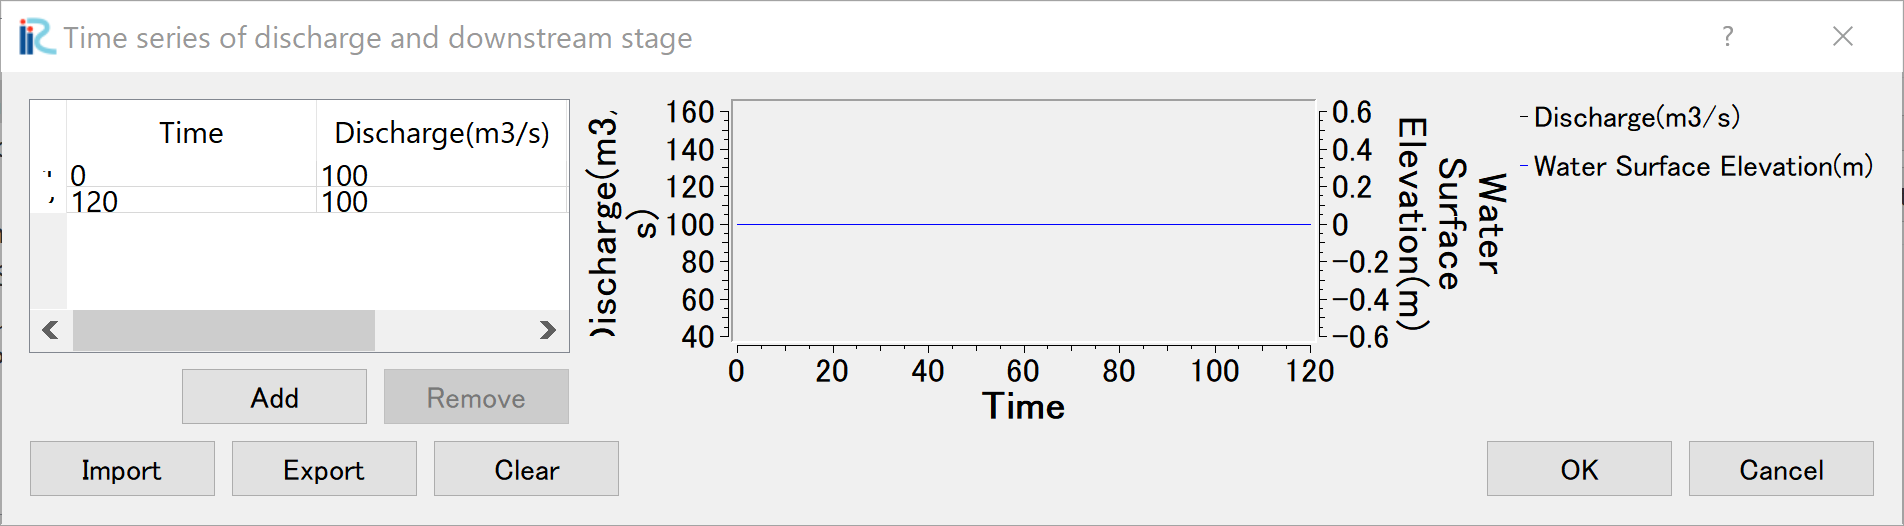 Time series of discharge and downstream stage
Time Discharge(m3/s)
0 100
120 100
Add Remove
Import Export Clear
Discharge(m3/
s)
160
140
120
100
80
60
40
0 20 40 60 80 100 120
Time
0.6
0.4
0.2
0
-0.2
-0.4
-0.6
Water
Surface
Elevation(m)
Discharge(m3/s)
Water Surface Elevation(m)
OK Cancel